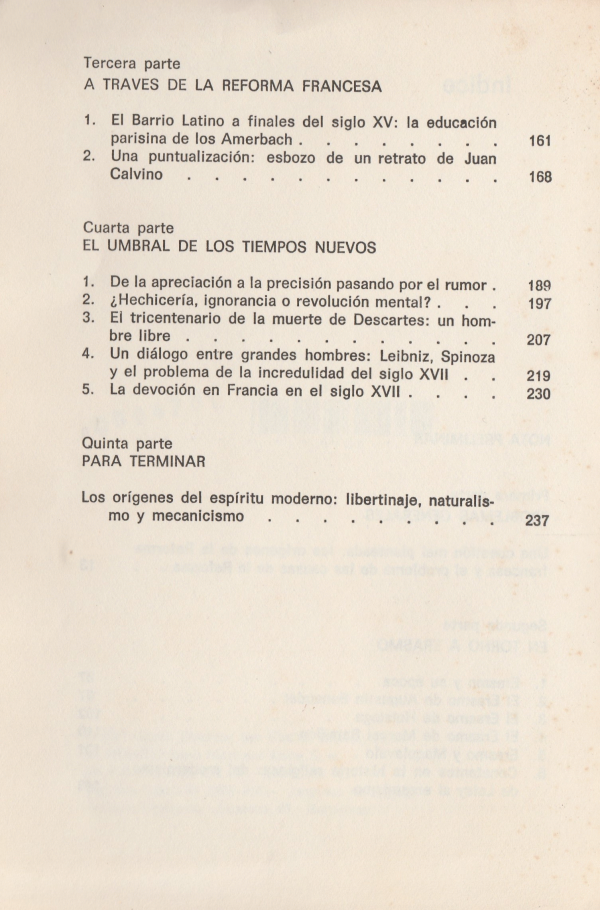 Tercera parte
A TRAVES DE LA REFORMA FRANCESA
1. El Barrio Latino a finales del siglo XV: la educación
parisina de los Amerbach . . . . . . . . 161
2. Una puntualización: esbozo de un retrato de Juan
Calvino . . . . . . . . . . . . 168
Cuarta parte
EL UMBRAL DE LOS TIEMPOS NUEVOS
1. De la apreciación a la precisión pasando por el rumor . 189
2. ¿Hechicería, ignorancia o revolución mental? . . . 197
3. El tricentenario de la muerte de Descartes: un hom-
bre libre . . . . . . . . . . . . 207
4. Un diálogo entre grandes hombres: Leibniz, Spinoza
y el problema de la incredulidad del siglo XVII . . 219
5. La devoción en Francia en el siglo XVII . . . . 230
Quinta parte
PARA TERMINAR
Los orígenes del espíritu moderno: libertinaje, naturalis-
mo y mecanicismo . . . . . . . . . 237